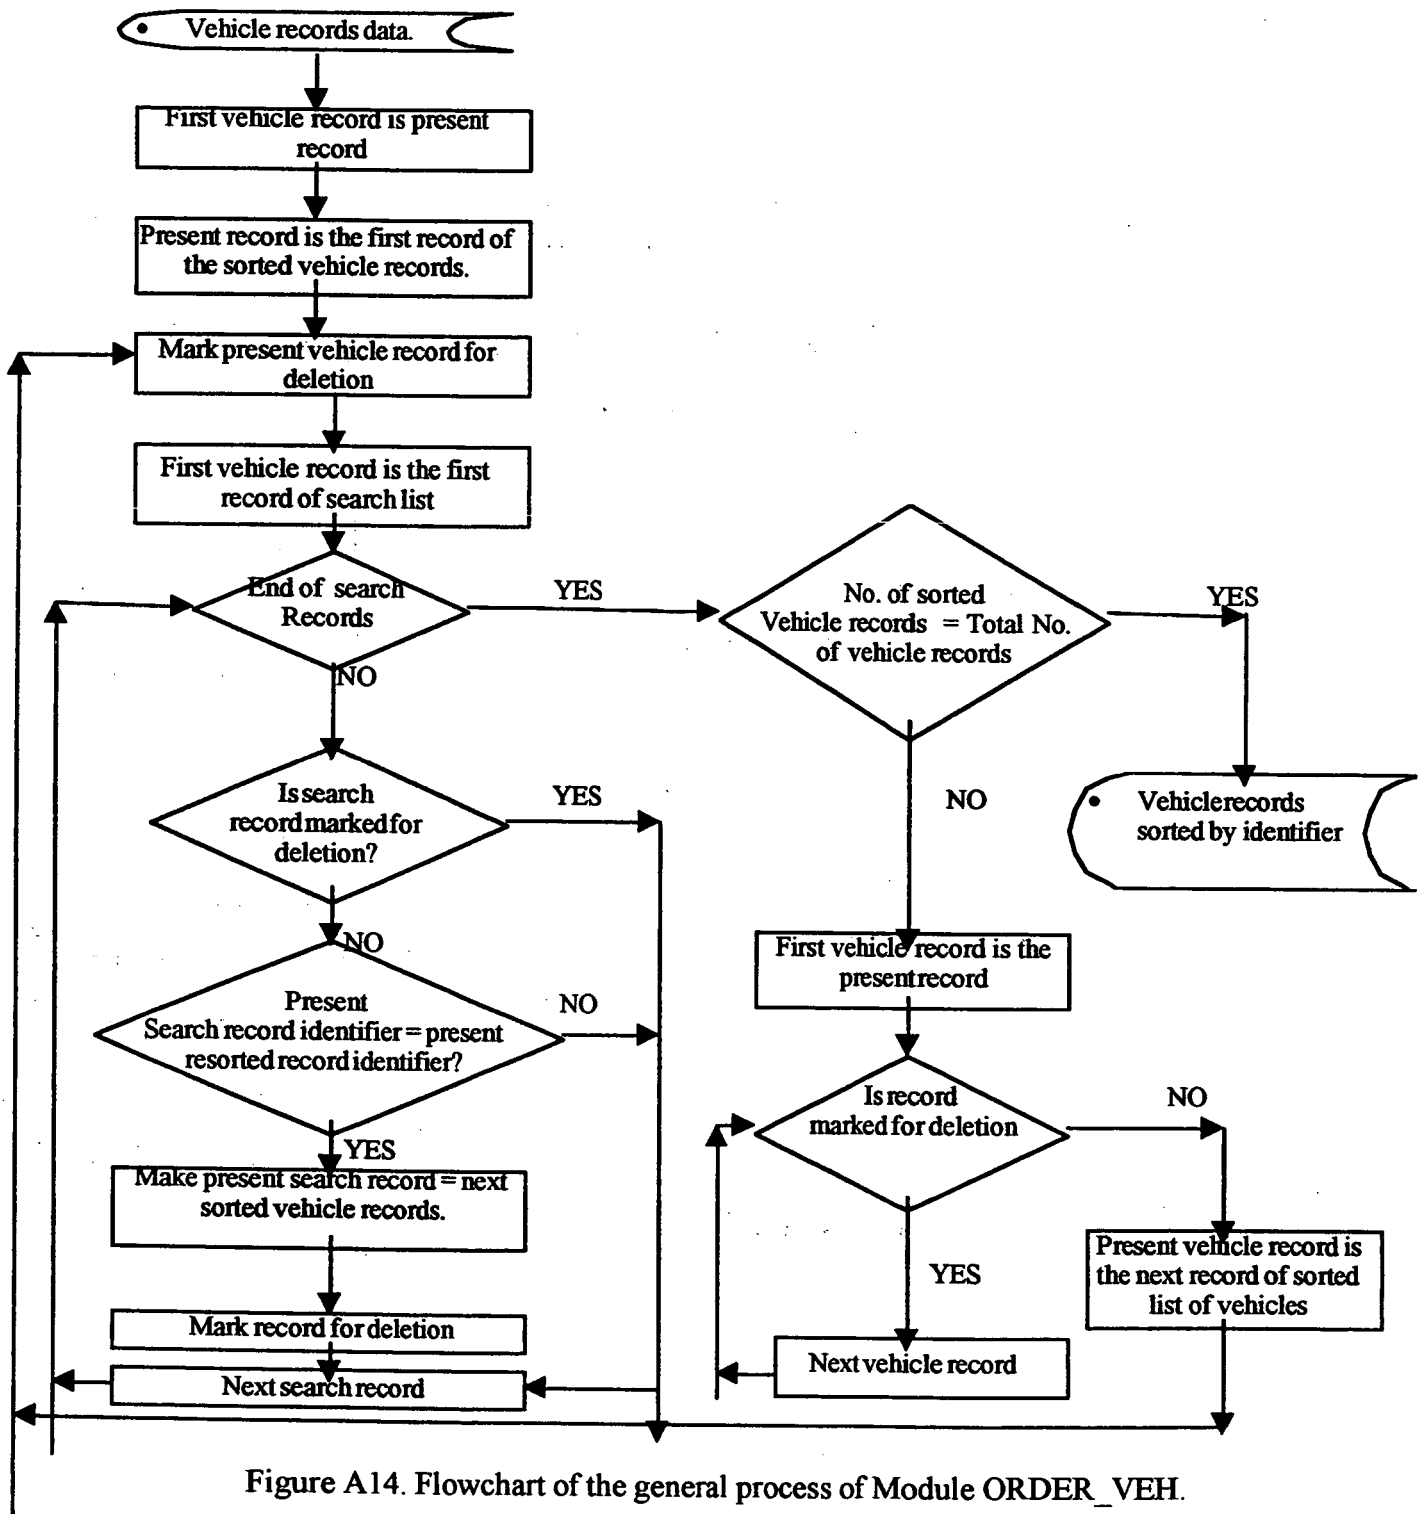 Vehicle records data.
First vehicle record is present
record
Present record is the first record of
the sorted vehicle records.
Mark present vehicle record for
deletion
First vehicle record is the first
record of search list
End of search
Records
YES
NO
No. of sorted
Vehicle records = Total No.
of vehicle records
YES
NO
Is search
record marked for
deletion?
YES
NO
Vehicle records
sorted by identifier
Present
Search record identifier = present
resorted record identifier?
NO
YES
First vehicle record is the
present record
Is record
marked for deletion
NO
YES
Make present search record = next
sorted vehicle records.
Mark record for deletion
Next search record
Next vehicle record
Present vehicle record is
the next record of sorted
list of vehicles
Figure A14. Flowchart of the general process of Module ORDER_VEH.